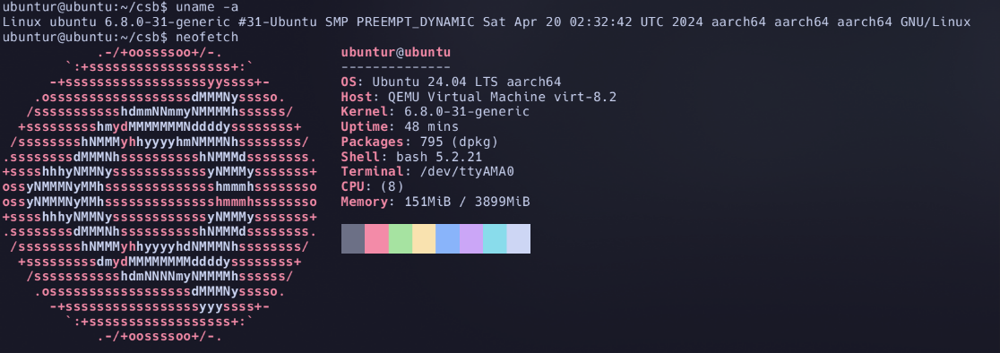 ubuntur@ubuntu:~/csb$ uname -a
Linux ubuntu 6.8.0-31-generic #31-Ubuntu SMP PREEMPT_DYNAMIC Sat Apr 20 02:32:42 UTC 2024 aarch64 aarch64 aarch64 GNU/Linux
ubuntur@ubuntu:~/csb$ neofetch
.-/+oossssoo+/-. ubuntur@ubuntu
`:+ssssssssssssssssss+:` --------------
-+ssssssssssssssssssyyssss+- OS: Ubuntu 24.04 LTS aarch64
.ossssssssssssssssssdMMMNysssso. Host: QEMU Virtual Machine virt-8.2
/ssssssssssshdmmNNmmyNMMMMhssssss/ Kernel: 6.8.0-31-generic
+ssssssssshmydMMMMMMMNddddyssssssss+ Uptime: 48 mins
/sssssssshNMMMyhhyyyyhmNMMMNhssssssss/ Packages: 795 (dpkg)
.ssssssssdMMMNhsssssssssshNMMMdssssssss. Shell: bash 5.2.21
+sssshhhyNMMNyssssssssssssyNMMMysssssss+ Terminal: /dev/ttyAMA0
ossyNMMMNyMMhsssssssssssssshmmmhssssssso CPU: (8)
ossyNMMMNyMMhsssssssssssssshmmmhssssssso Memory: 151MiB / 3899MiB
+sssshhhyNMMNyssssssssssssyNMMMysssssss+
.ssssssssdMMMNhsssssssssshNMMMdssssssss.
/sssssssshNMMMyhhyyyyhdNMMMNhssssssss/
+sssssssssdmydMMMMMMMMddddyssssssss+
/ssssssssssshdmNNNNmyNMMMMhssssss/
.ossssssssssssssssssdMMMNysssso.
-+sssssssssssssssssyyyssss+-
`:+ssssssssssssssssss+:`
.-/+oossssoo+/-.